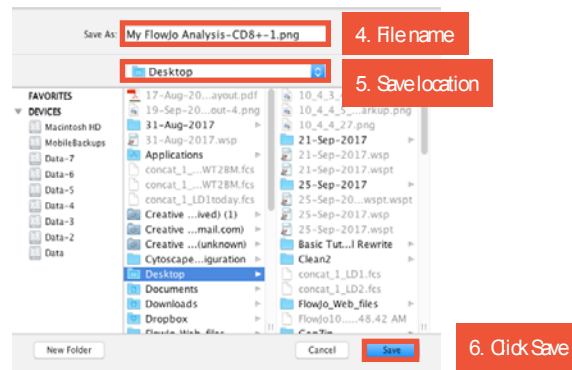 Save As: My FlowJo Analysis-CD8+-1.png
4. File name
Desktop
5. Save location
FAVORITES
DEVICES
Macintosh HD
MobileBackups
Data-7
Data-6
Data-5
Data-4
Data-3
Data-2
Data
17-Aug-20...ayout.pdf
19-Sep-20...out-4.png
31-Aug-2017
31-Aug-2017.wsp
Applications
concat_1_...WT2BM.fcs
concat_1_...WT2BM.fcs
concat_1_LD1today.fcs
Creative ...ived) (1)
Creative ...mail.com)
Creative ...(unknown)
Cytoscape...iguration
Desktop
Documents
Downloads
Dropbox
10_4_4_27.png
21-Sep-2017
21-Sep-2017.wsp
21-Sep-2017.wspt
25-Sep-2017
25-Sep-20...wspt.wspt
25-Sep-2017.wsp
25-Sep-2017.wspt
Basic Tut...l Rewrite
Clean2
concat_1_LD1.fcs
concat_1_LD2.fcs
FlowJo_Web_files
FlowJo10.....48.42 AM
New Folder
Cancel
Save
6. Click Save